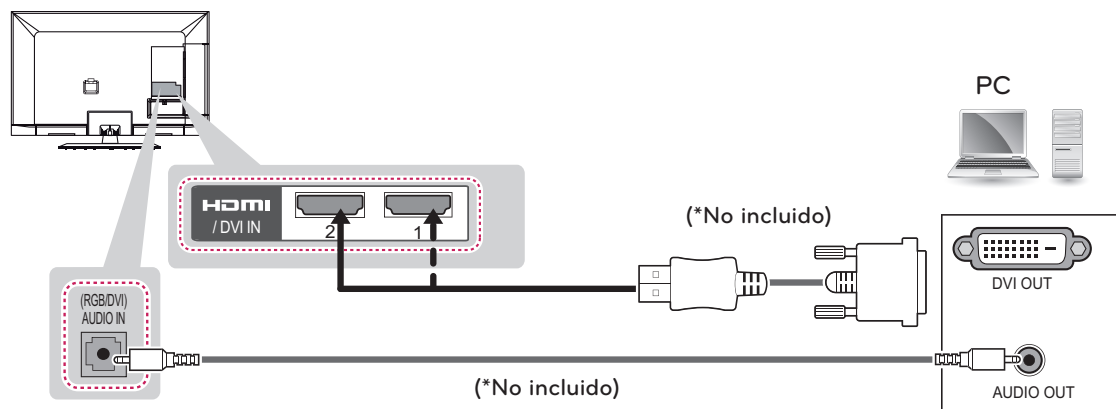 PC
HDMI
/ DVI IN
2
1
(*No incluido)
DVI OUT
(RGB/DVI)
AUDIO IN
(*No incluido)
AUDIO OUT